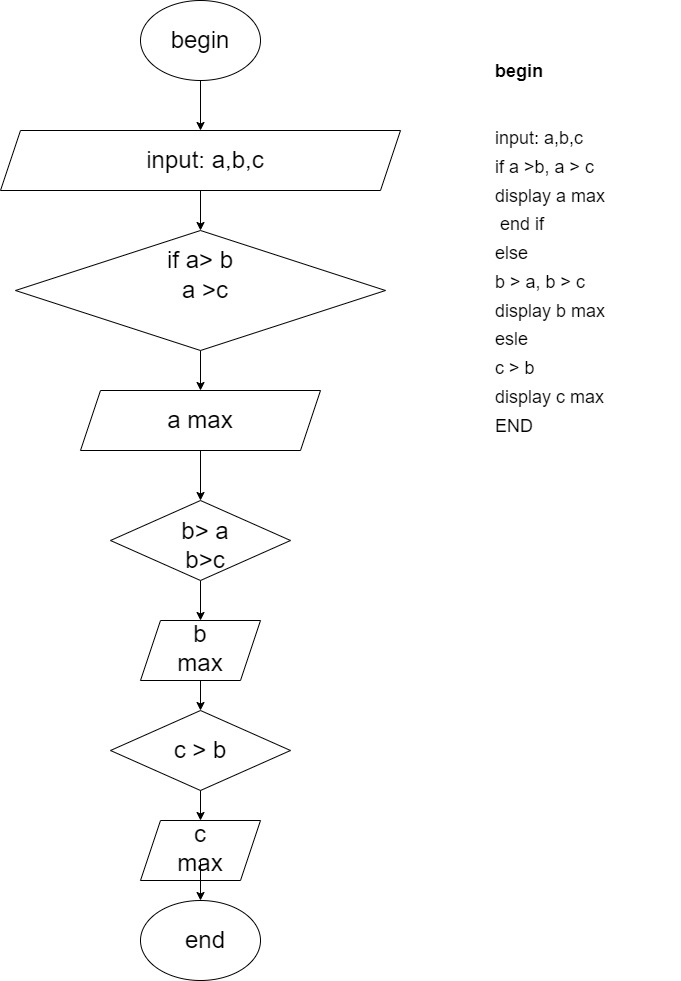 begin
input: a,b,c
if a> b
a >c
a max
b> a
b>c
b
max
c > b
c
max
end
begin
input: a,b,c
if a >b, a > c
display a max
end if
else
b > a, b > c
display b max
esle
c > b
display c max
END